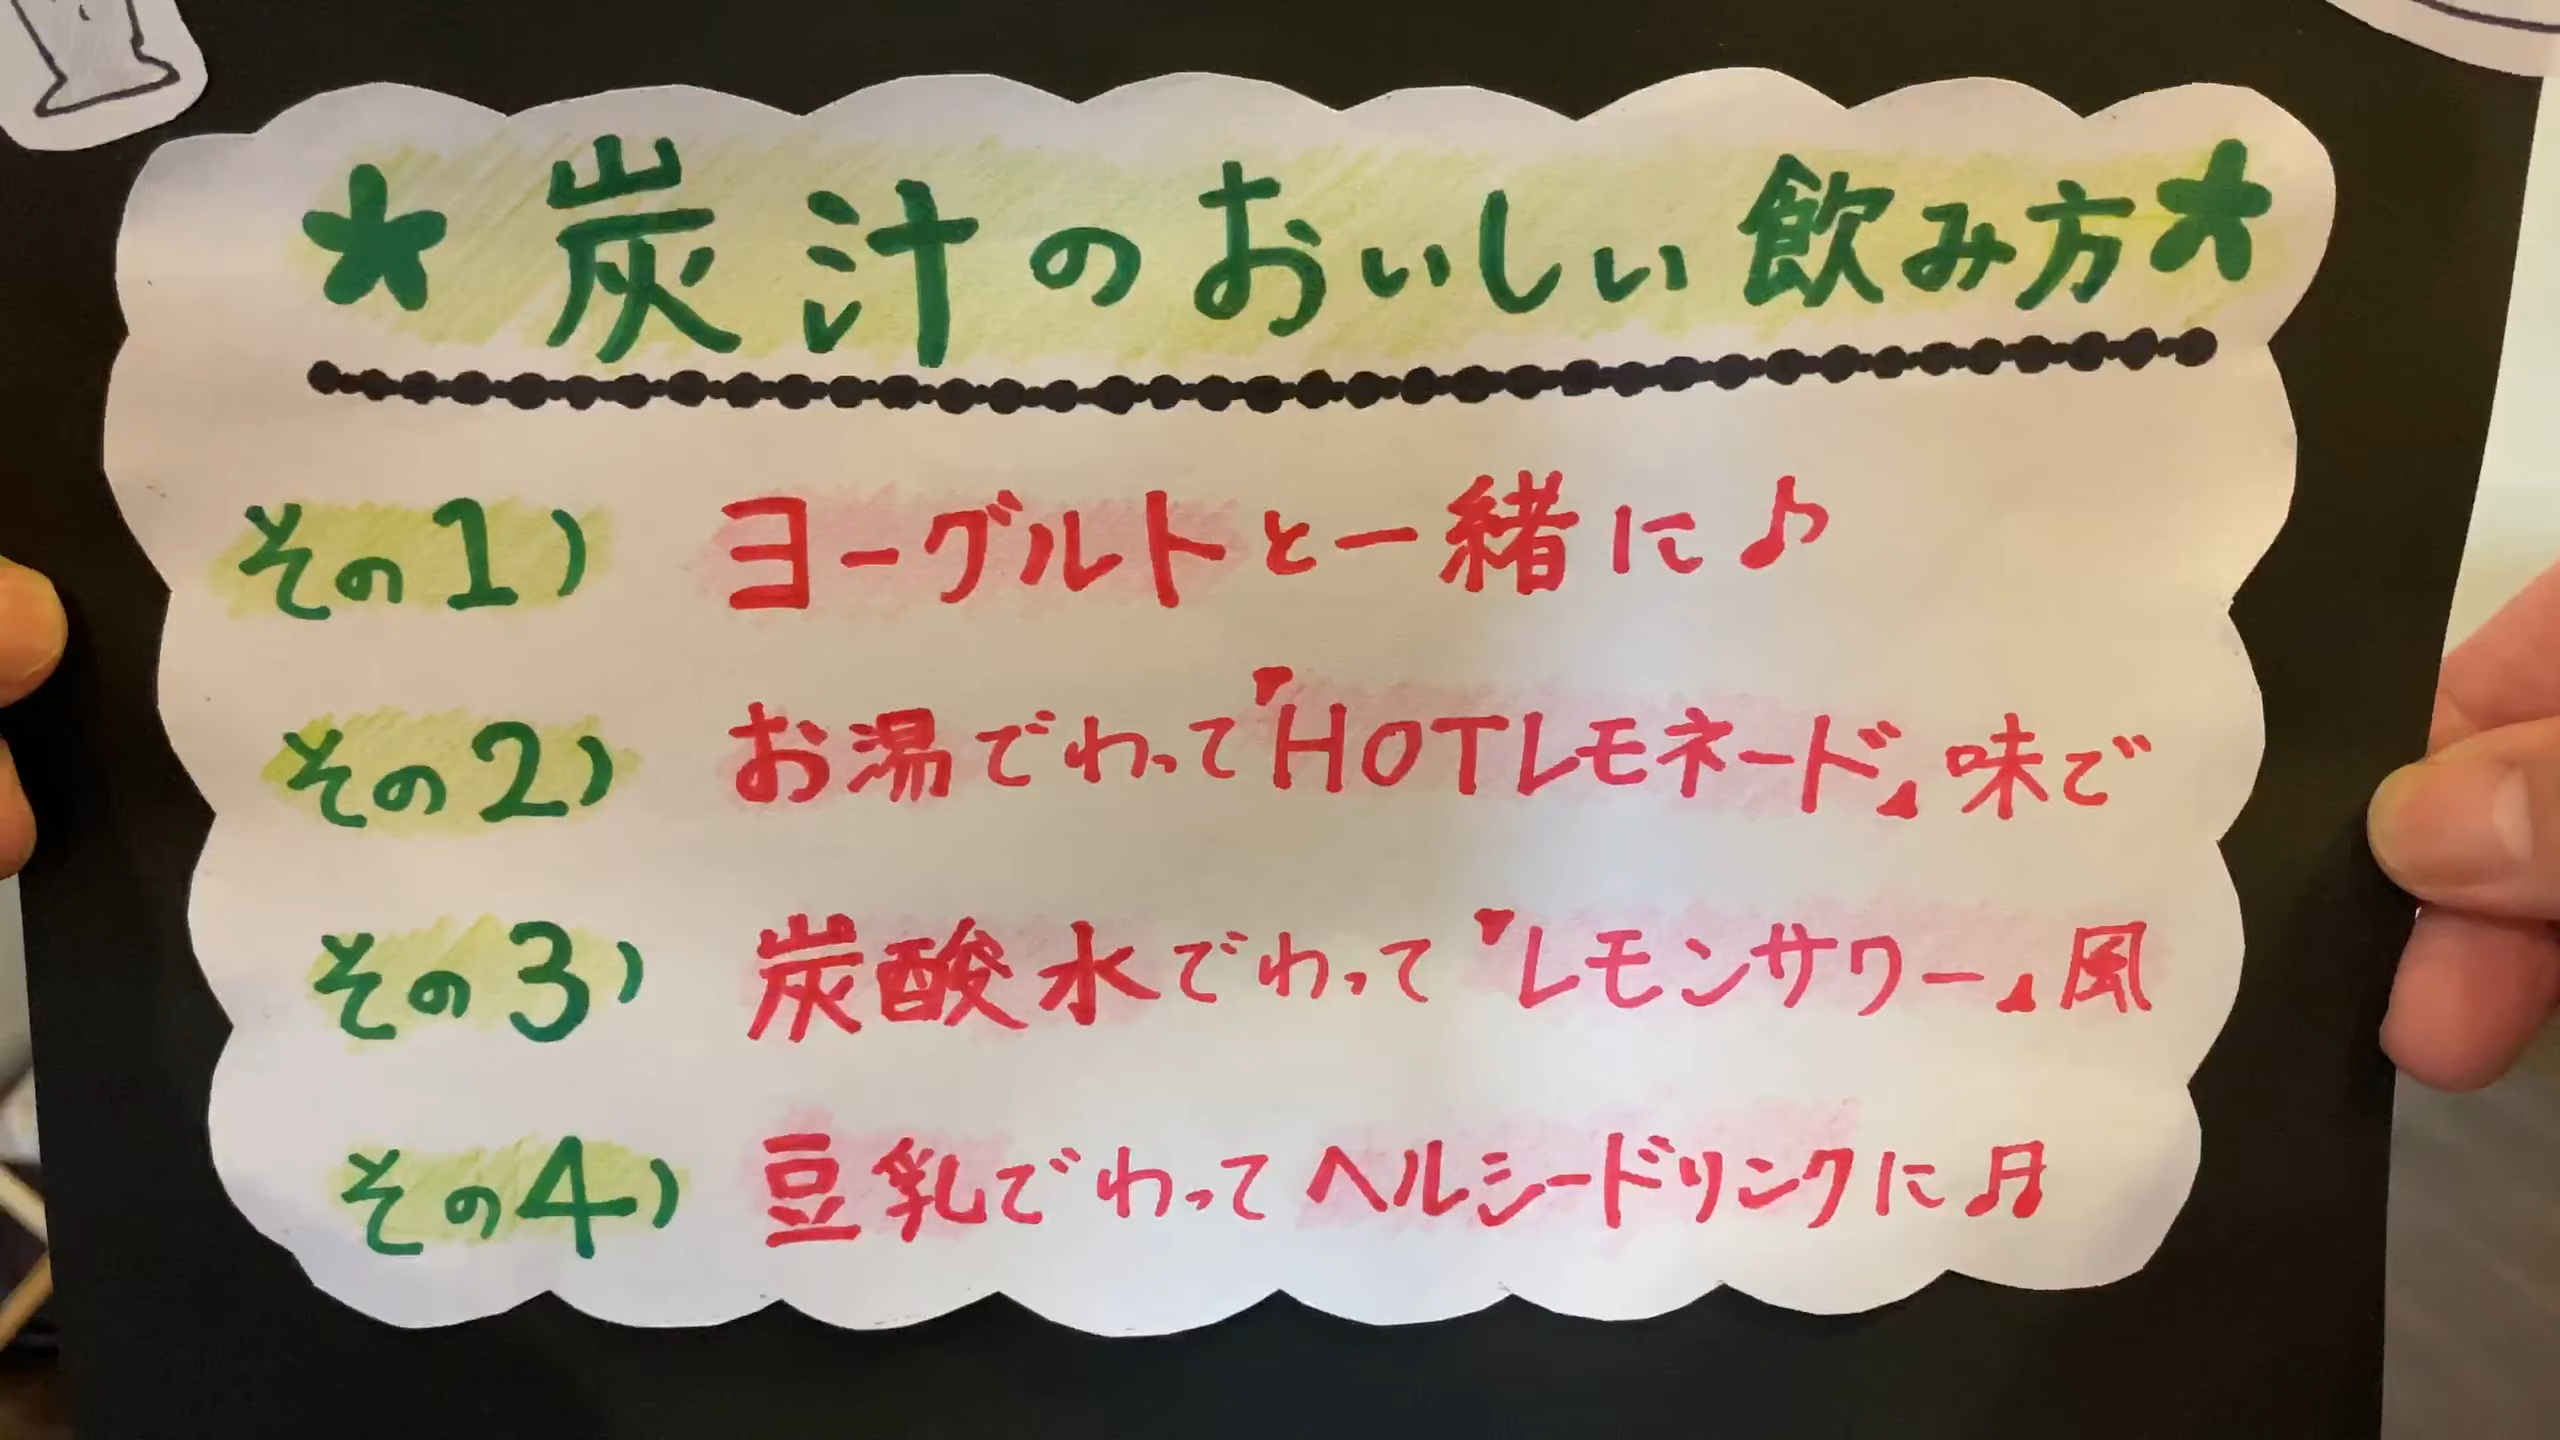 *炭汁のおいしい飲み方*
その1) ヨーグルトと一緒に♪
その2) お湯でわって「HOTレモネード」味で
その3) 炭酸水でわって「レモンサワー」風
その4) 豆乳でわってヘルシードリンクに♬